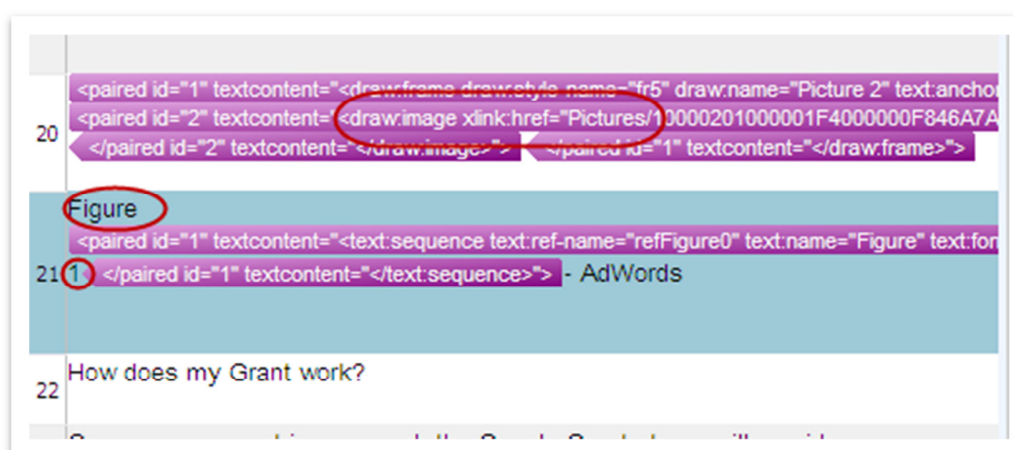 <paired id="1" textcontent="<draw:frame draw:style-name="fr5" draw:name="Picture 2" text:anchor
20 <paired id="2" textcontent="<draw:image xlink:href="Pictures/10000201000001F4000000F846A7A
</paired id="2" textcontent="</draw:image>"> </paired id="1" textcontent="</draw:frame>">
Figure
<paired id="1" textcontent="<text:sequence text:ref-name="refFigure0" text:name="Figure" text:for
21 1 </paired id="1" textcontent="</text:sequence>"> - AdWords
22 How does my Grant work?